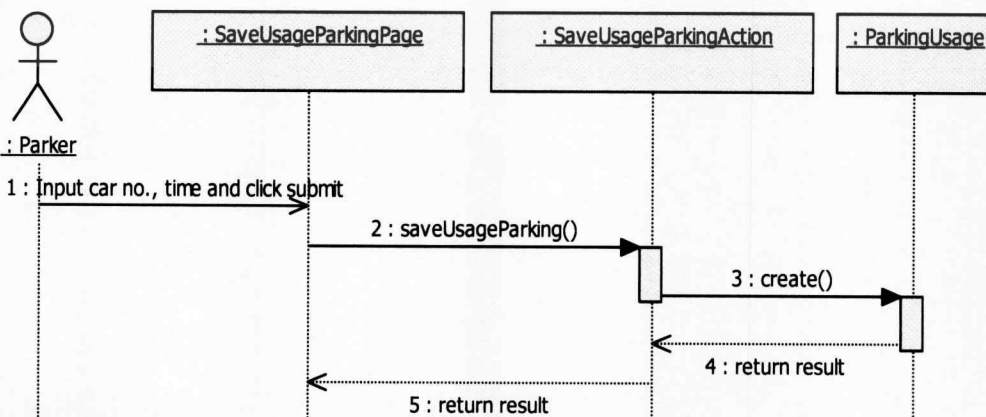 : SaveUsageParkingPage
: SaveUsageParkingAction
: ParkingUsage
: Parker
1 : Input car no., time and click submit
2 : saveUsageParking()
3 : create()
4 : return result
5 : return result